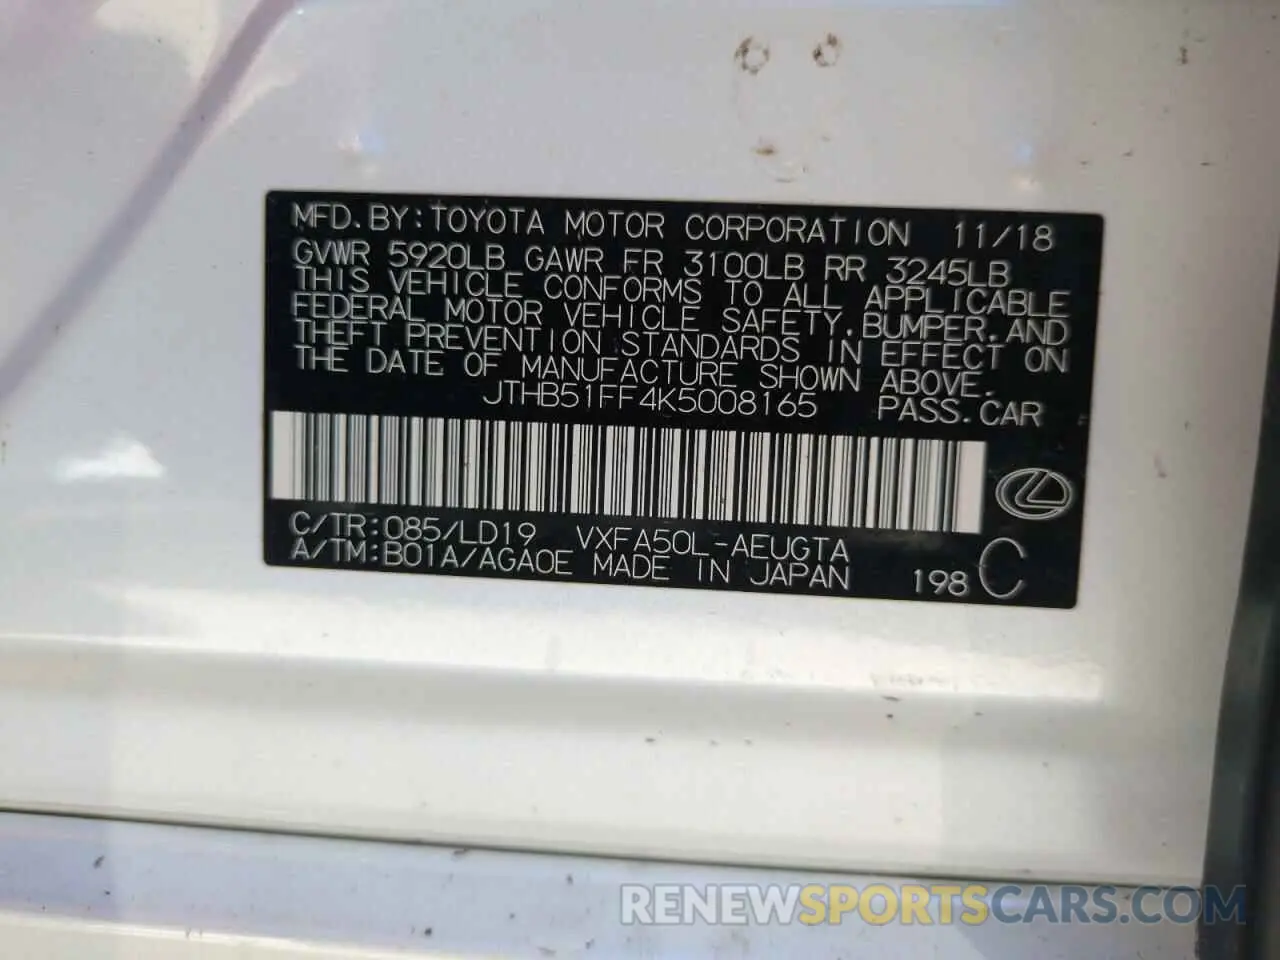 MFD.BY:TOYOTA MOTOR CORPORATION 11/18
GVWR 5920LB GAWR FR 3100LB RR 3245LB
THIS VEHICLE CONFORMS TO ALL APPLICABLE
FEDERAL MOTOR VEHICLE SAFETY,BUMPER,AND
THEFT PREVENTION STANDARDS IN EFFECT ON
THE DATE OF MANUFACTURE SHOWN ABOVE.
JTHB51FF4K5008165 PASS.CAR
C/TR:085/LD19 VXFA50L-AEUGTA
A/TM:B01A/AGA0E MADE IN JAPAN 198 C
RENEWSPORTSCARS.COM